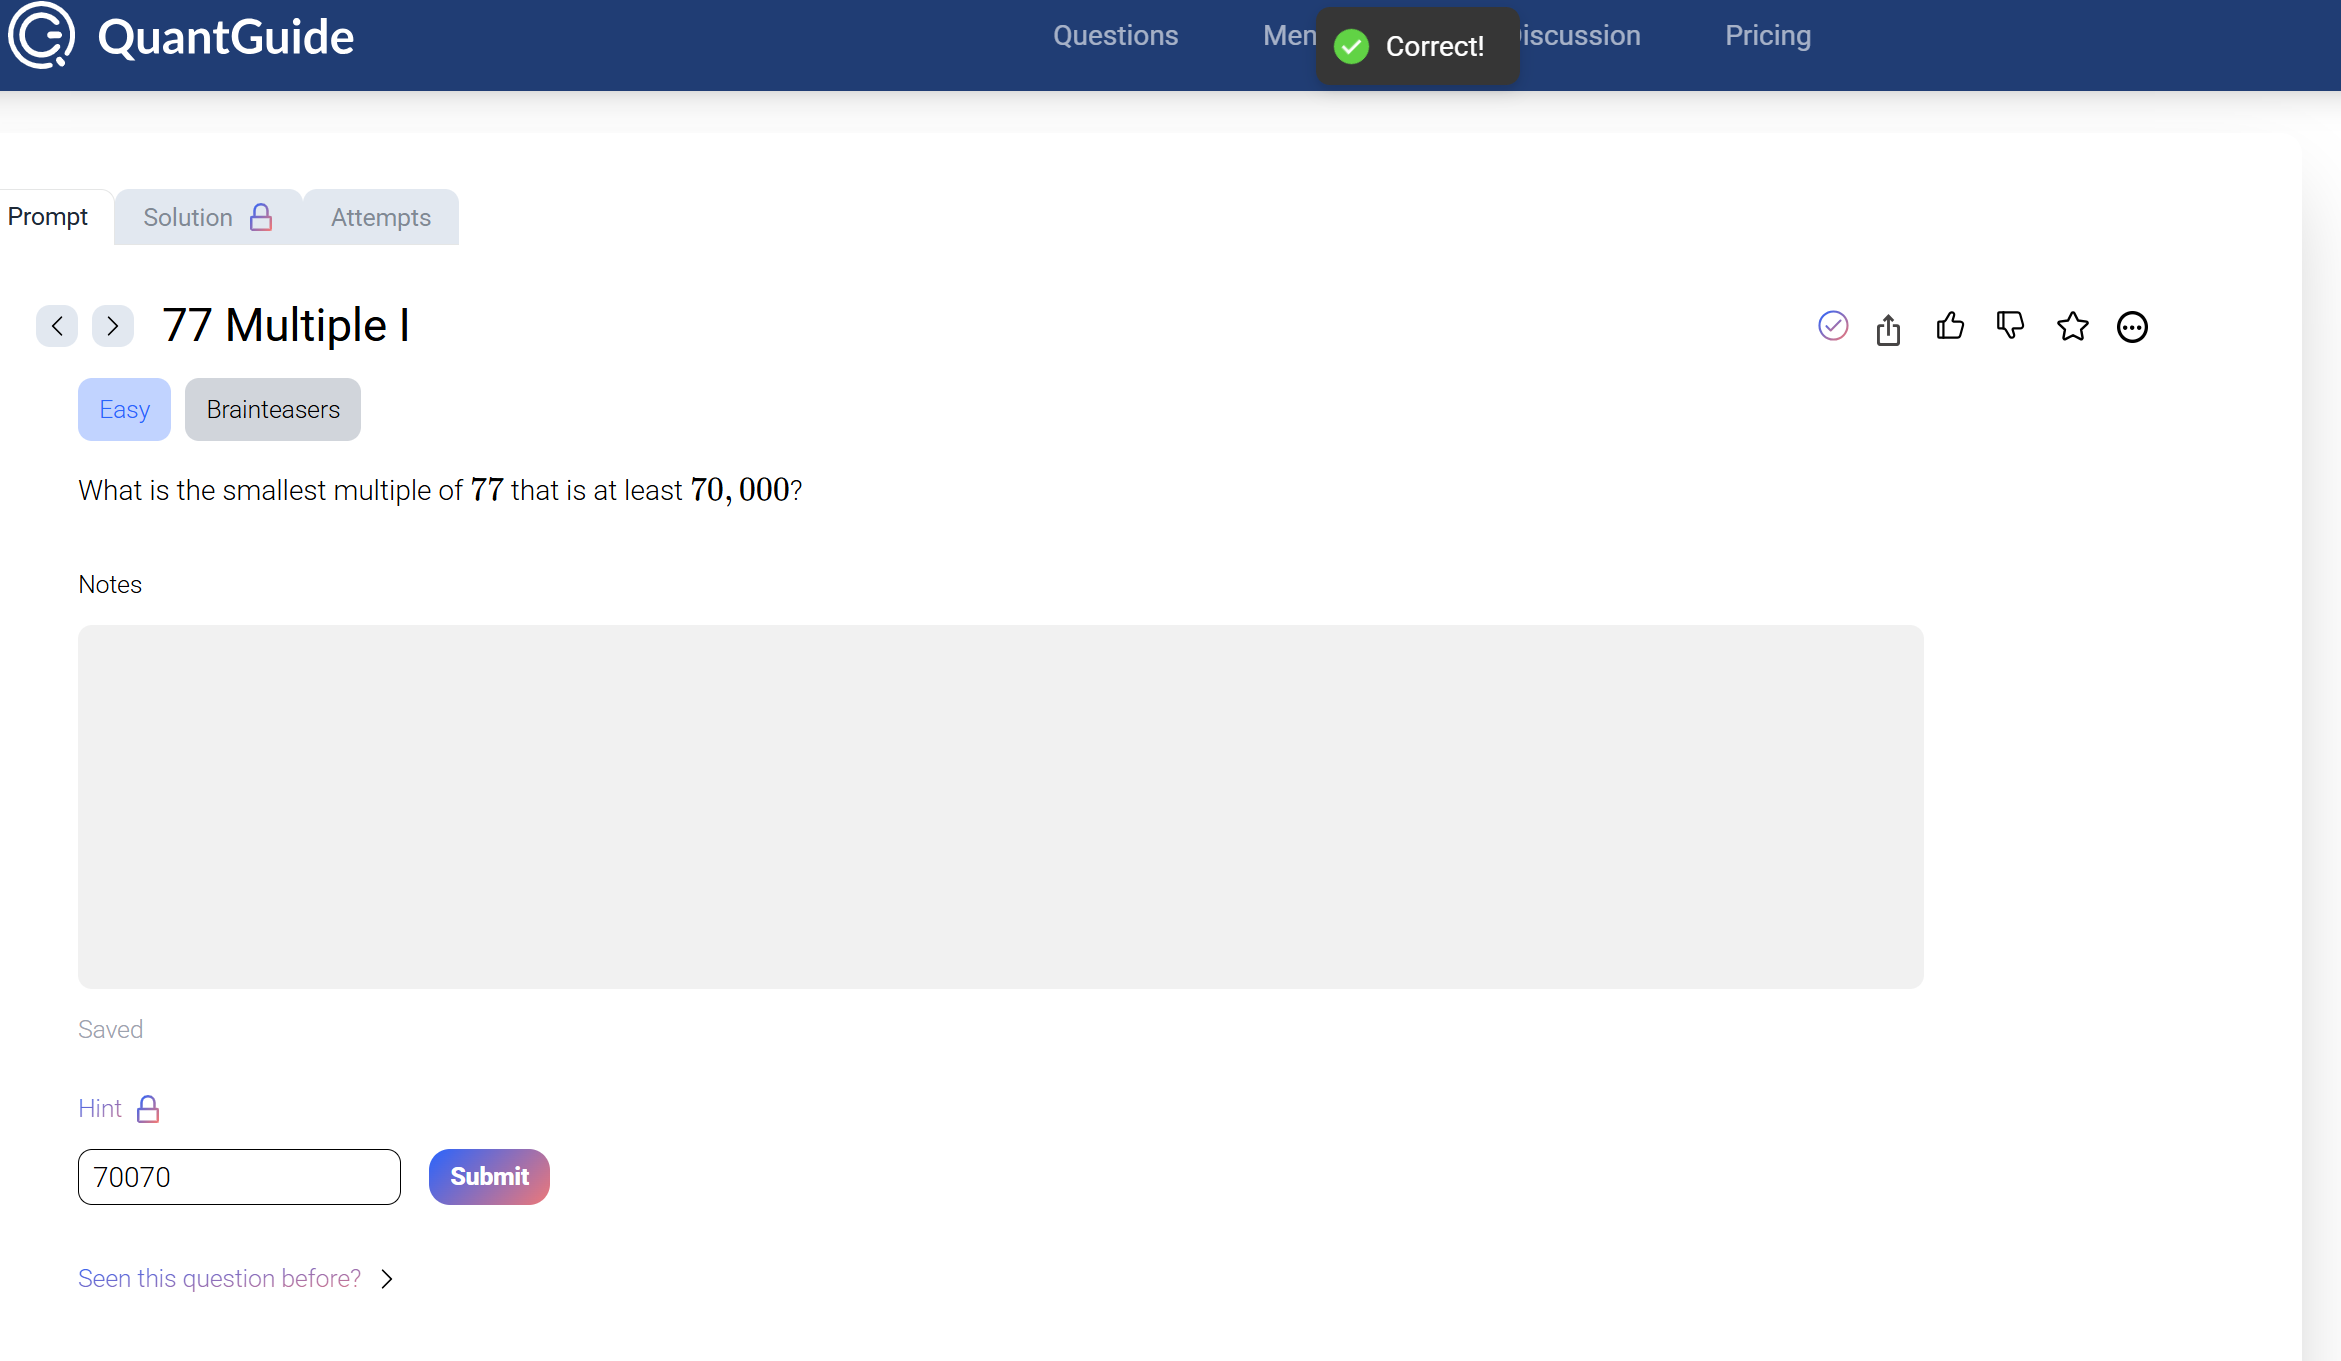 QuantGuide
Questions
Men
Correct!
iscussion
Pricing
Prompt
Solution
Attempts
77 Multiple I
Easy
Brainteasers
What is the smallest multiple of 77 that is at least 70, 000?
Notes
Saved
Hint
70070
Submit
Seen this question before?